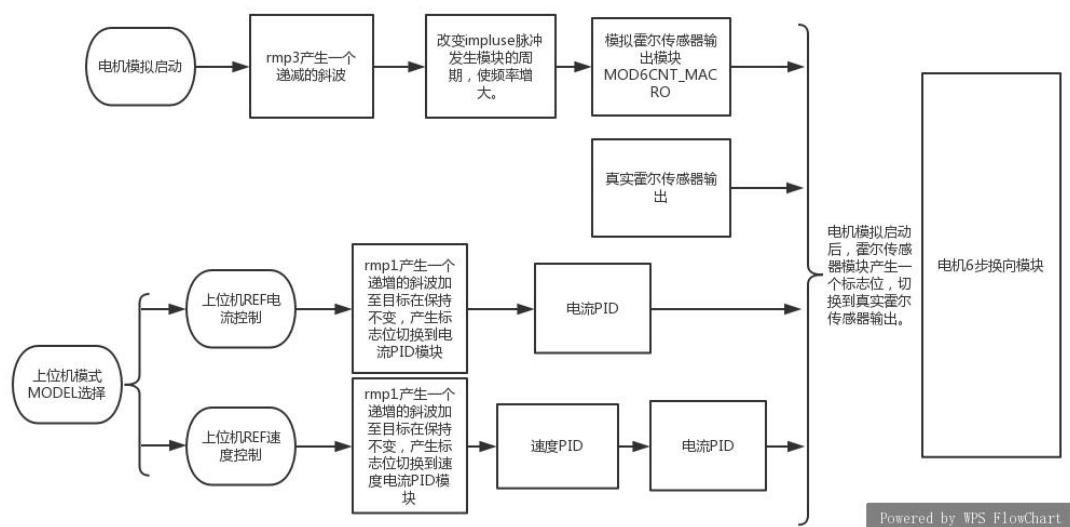 电机模拟启动
rmp3产生一个
递减的斜波
改变impluse脉冲
发生模块的周
期，使频率增
大。
模拟霍尔传感器输
出模块
MOD6CNT_MAC
RO
真实霍尔传感器输
出
上位机模式
MODEL选择
上位机REF电
流控制
rmp1产生一个
递增的斜波加
至目标在保持
不变，产生标
志位切换到电
流PID模块
电流PID
上位机REF速
度控制
rmp1产生一个
递增的斜波加
至目标在保持
不变，产生标
志位切换到速
度电流PID模
块
速度PID
电流PID
电机模拟启动
后，霍尔传感
器模块产生一
个标志位，切
换到真实霍尔
传感器输出。
电机6步换向模块
Powered by WPS FlowChart